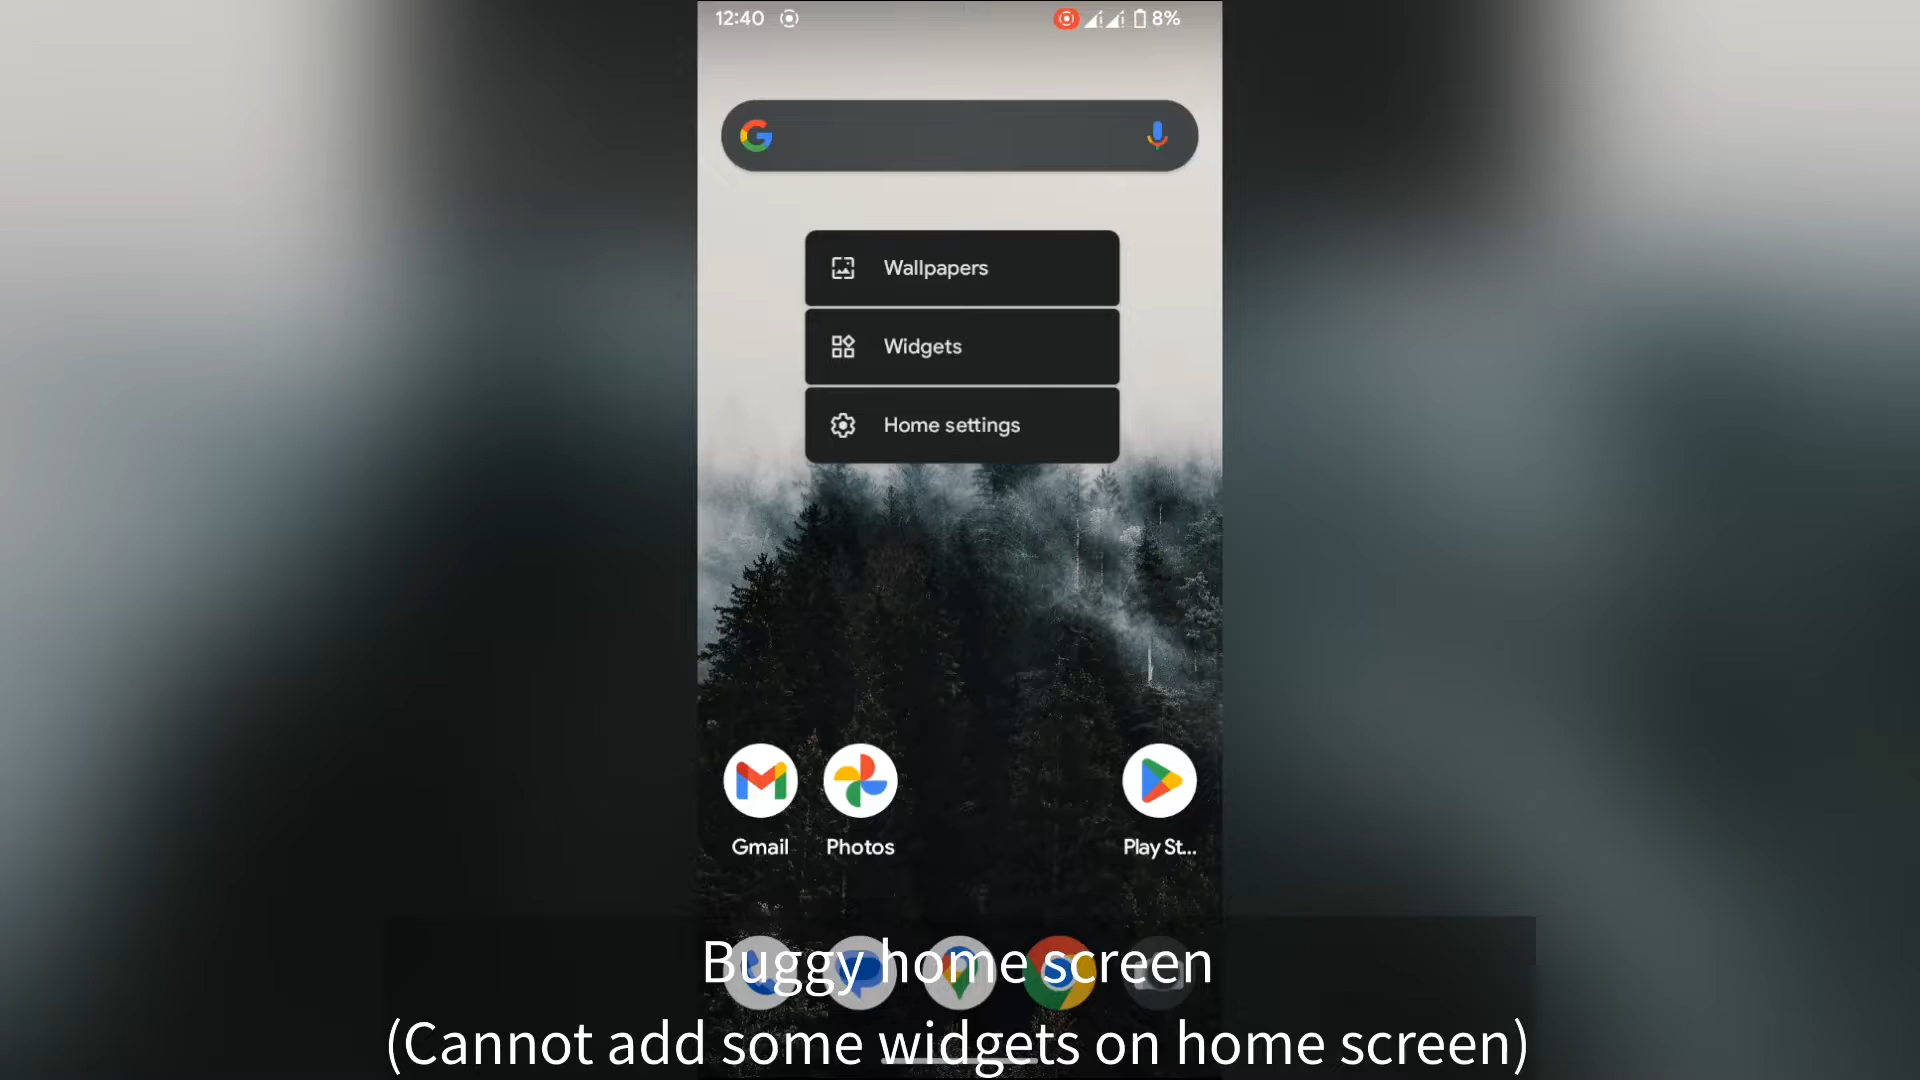 12:40
8%
Wallpapers
Widgets
Home settings
Gmail
Photos
Play St...
Buggy home screen
(Cannot add some widgets on home screen)